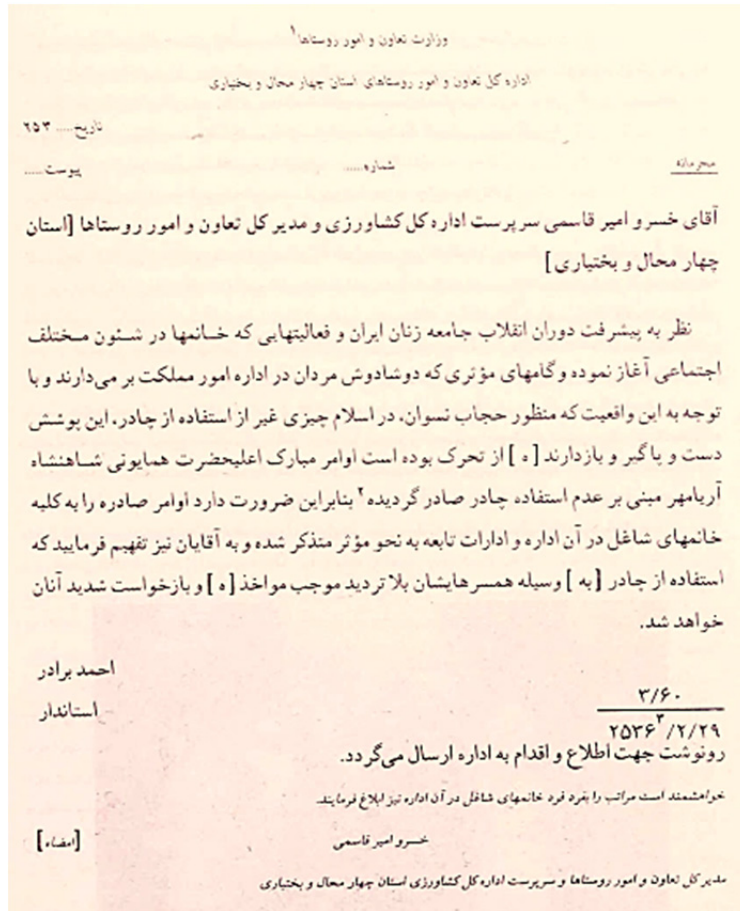 وزارت تعاون و امور روستاها۱
اداره کل تعاون و امور روستاهای استان چهار محال و بختیاری
تاریخ..... ۲۵۳
محرمانه شماره..... پیوست.....
آقای خسرو امیر قاسمی سرپرست اداره کل کشاورزی و مدیر کل تعاون و امور روستاها [استان
چهار محال و بختیاری]
نظر به پیشرفت دوران انقلاب جامعه زنان ایران و فعالیتهایی که خانمها در شئون مختلف
اجتماعی آغاز نموده و گامهای مؤثری که دوشادوش مردان در اداره امور مملکت بر می‌دارند و با
توجه به این واقعیت که منظور حجاب نسوان، در اسلام چیزی غیر از استفاده از چادر، این پوشش
دست و پاگیر و بازدارند [ه] از تحرک بوده است اوامر مبارک اعلیحضرت همایونی شاهنشاه
آریامهر مبنی بر عدم استفاده چادر صادر گردیده۲ بنابراین ضرورت دارد اوامر صادره را به کلیه
خانمهای شاغل در آن اداره و ادارات تابعه به نحو مؤثر متذکر شده و به آقایان نیز تفهیم فرمایید که
استفاده از چادر [به] وسیله همسرهایشان بلا تردید موجب مواخذ [ه] و بازخواست شدید آنان
خواهد شد.
احمد برادر
استاندار
۳/۶۰
۲۵۳۶۳/۲/۲۹
رونوشت جهت اطلاع و اقدام به اداره ارسال می‌گردد.
خواهشمند است مراتب را بفرد فرد خانمهای شاغل در آن اداره نیز ابلاغ فرمایند.
خسرو امیر قاسمی [امضاء]
مدیر کل تعاون و امور روستاها و سرپرست اداره کل کشاورزی استان چهار محال و بختیاری